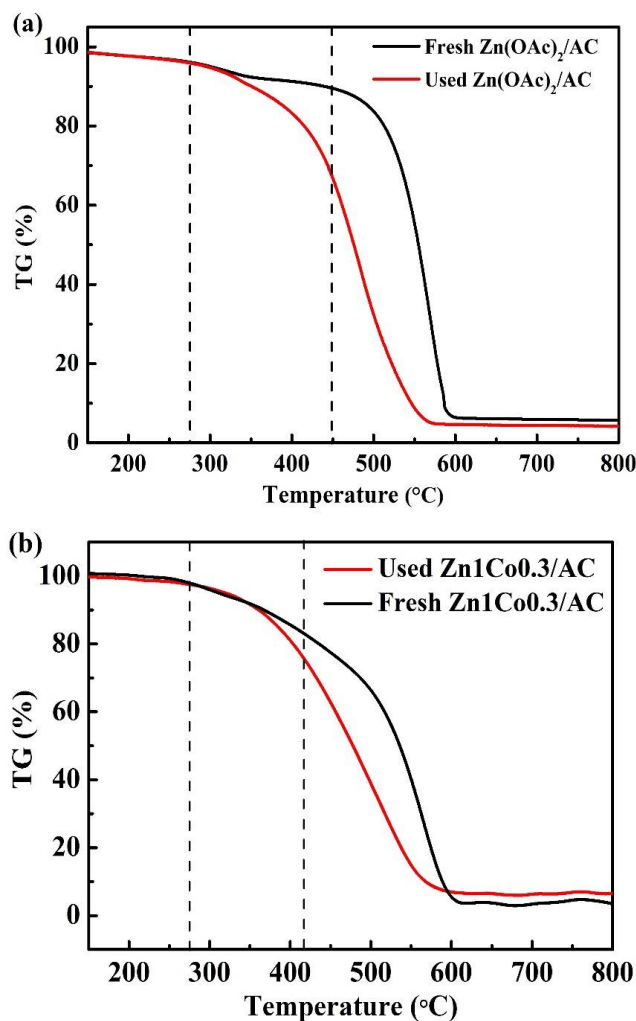 (a)
100
80
60
40
20
0
TG (%)
Fresh Zn(OAc)2/AC
Used Zn(OAc)2/AC
200 300 400 500 600 700 800
Temperature (°C)
(b)
100
80
60
40
20
0
TG (%)
Used Zn1Co0.3/AC
Fresh Zn1Co0.3/AC
200 300 400 500 600 700 800
Temperature (°C)